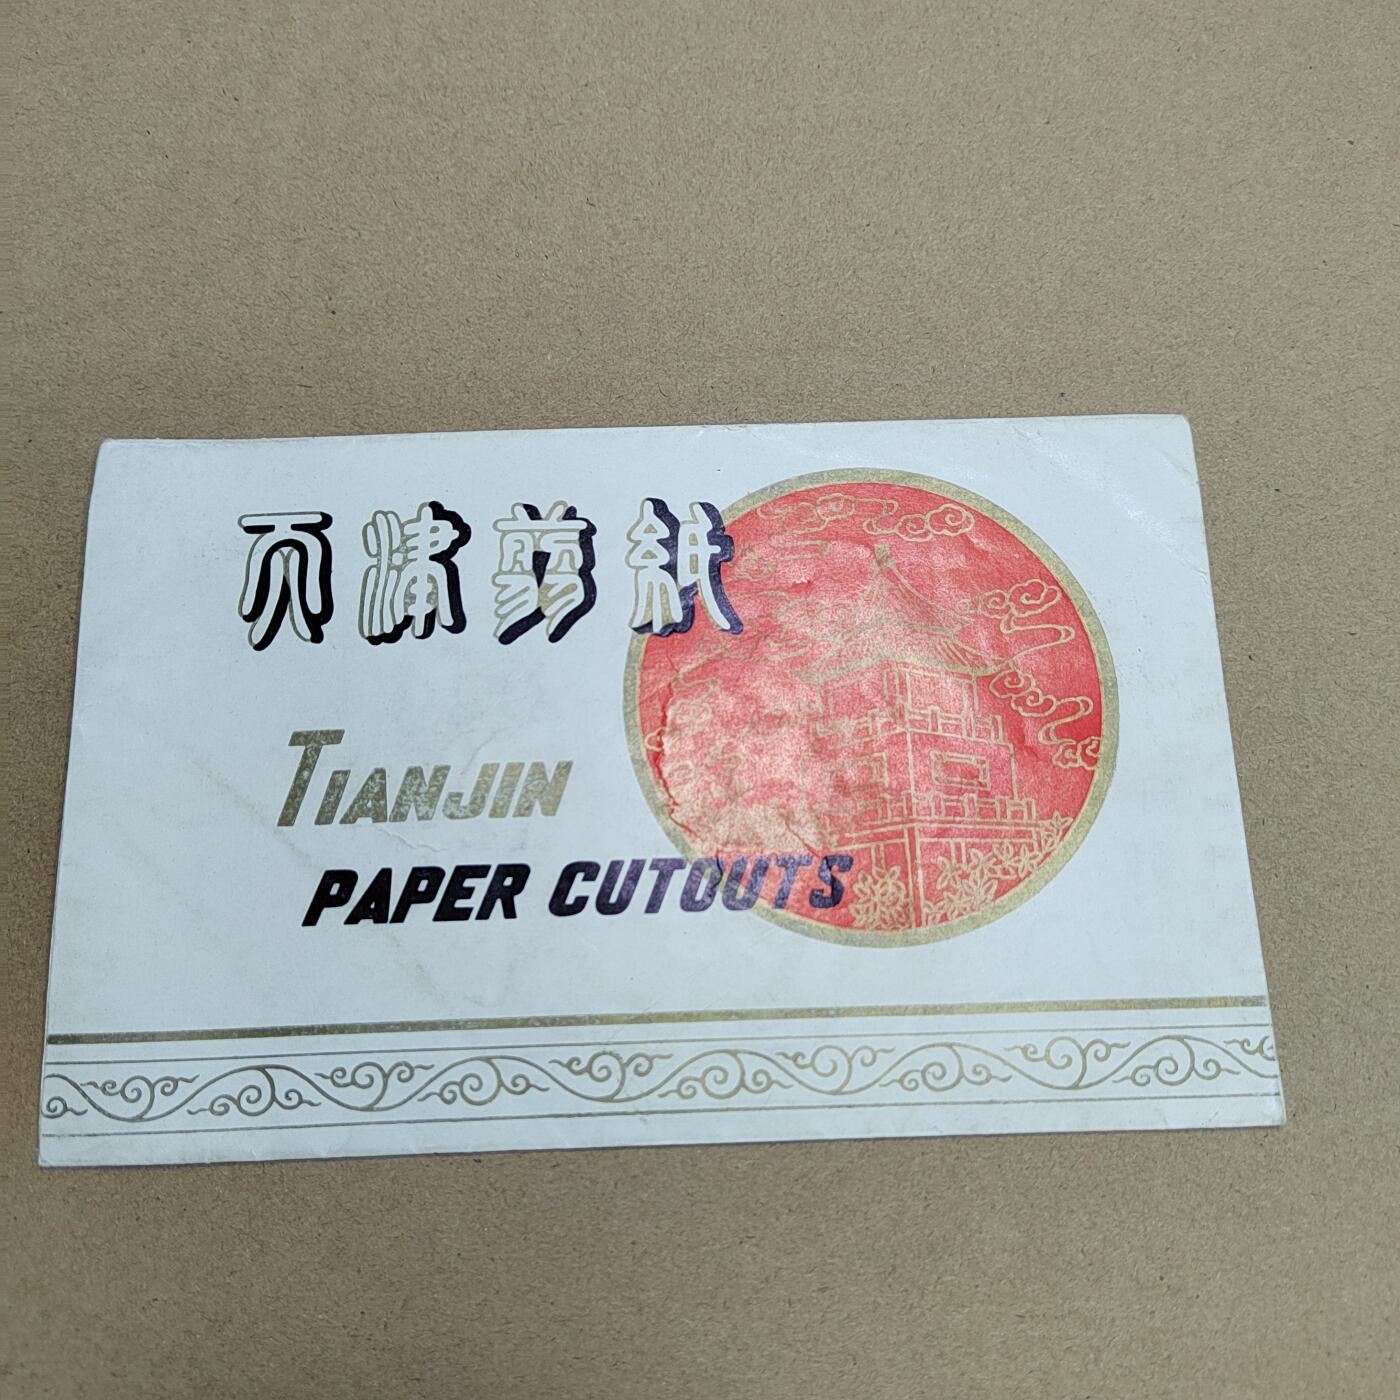 天津剪紙
TIANJIN
PAPER CUTOUTS